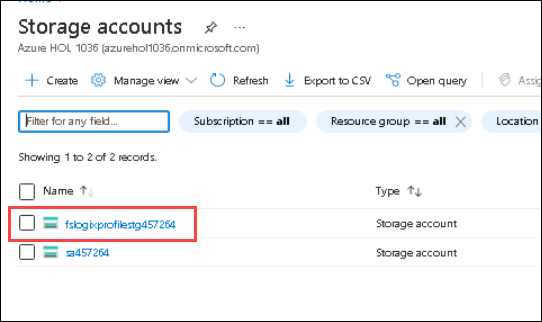 Storage accounts
Azure HOL 1036 (azurehol1036.onmicrosoft.com)
Create Manage view Refresh Export to CSV Open query Assig
Filter for any field... Subscription == all Resource group == all Location
Showing 1 to 2 of 2 records.
Name Type
fslogixprofilestg457264 Storage account
sa457264 Storage account